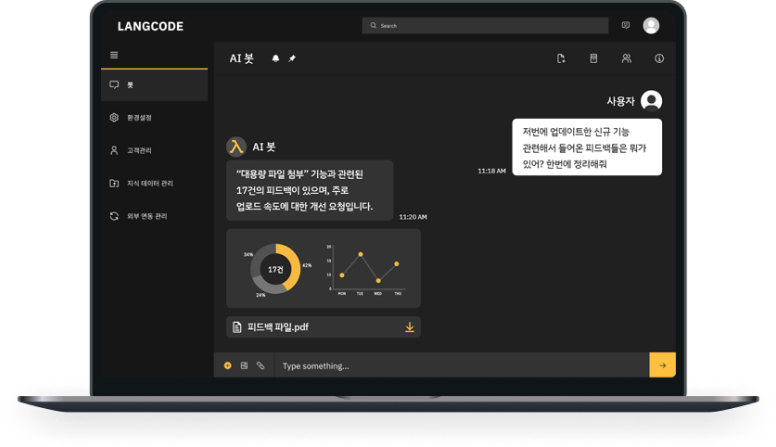 LANGCODE
Search
AI 봇
봇
환경설정
고객관리
지식 데이터 관리
외부 연동 관리
사용자
저번에 업데이트한 신규 기능
관련해서 들어온 피드백들은 뭐가
있어? 한번에 정리해줘
11:18 AM
AI 봇
“대용량 파일 첨부” 기능과 관련된
17건의 피드백이 있으며, 주로
업로드 속도에 대한 개선 요청입니다.
11:20 AM
34%
42%
24%
17건
MON TUE WED THU
피드백 파일.pdf
Type something...